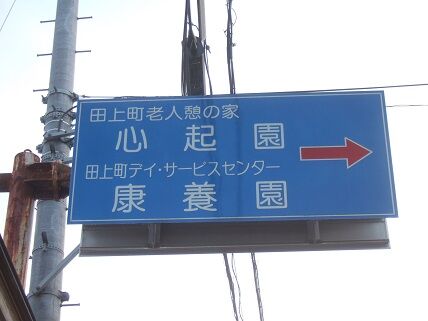 田上町老人憩の家
心起園
田上町デイ・サービスセンター
康養園